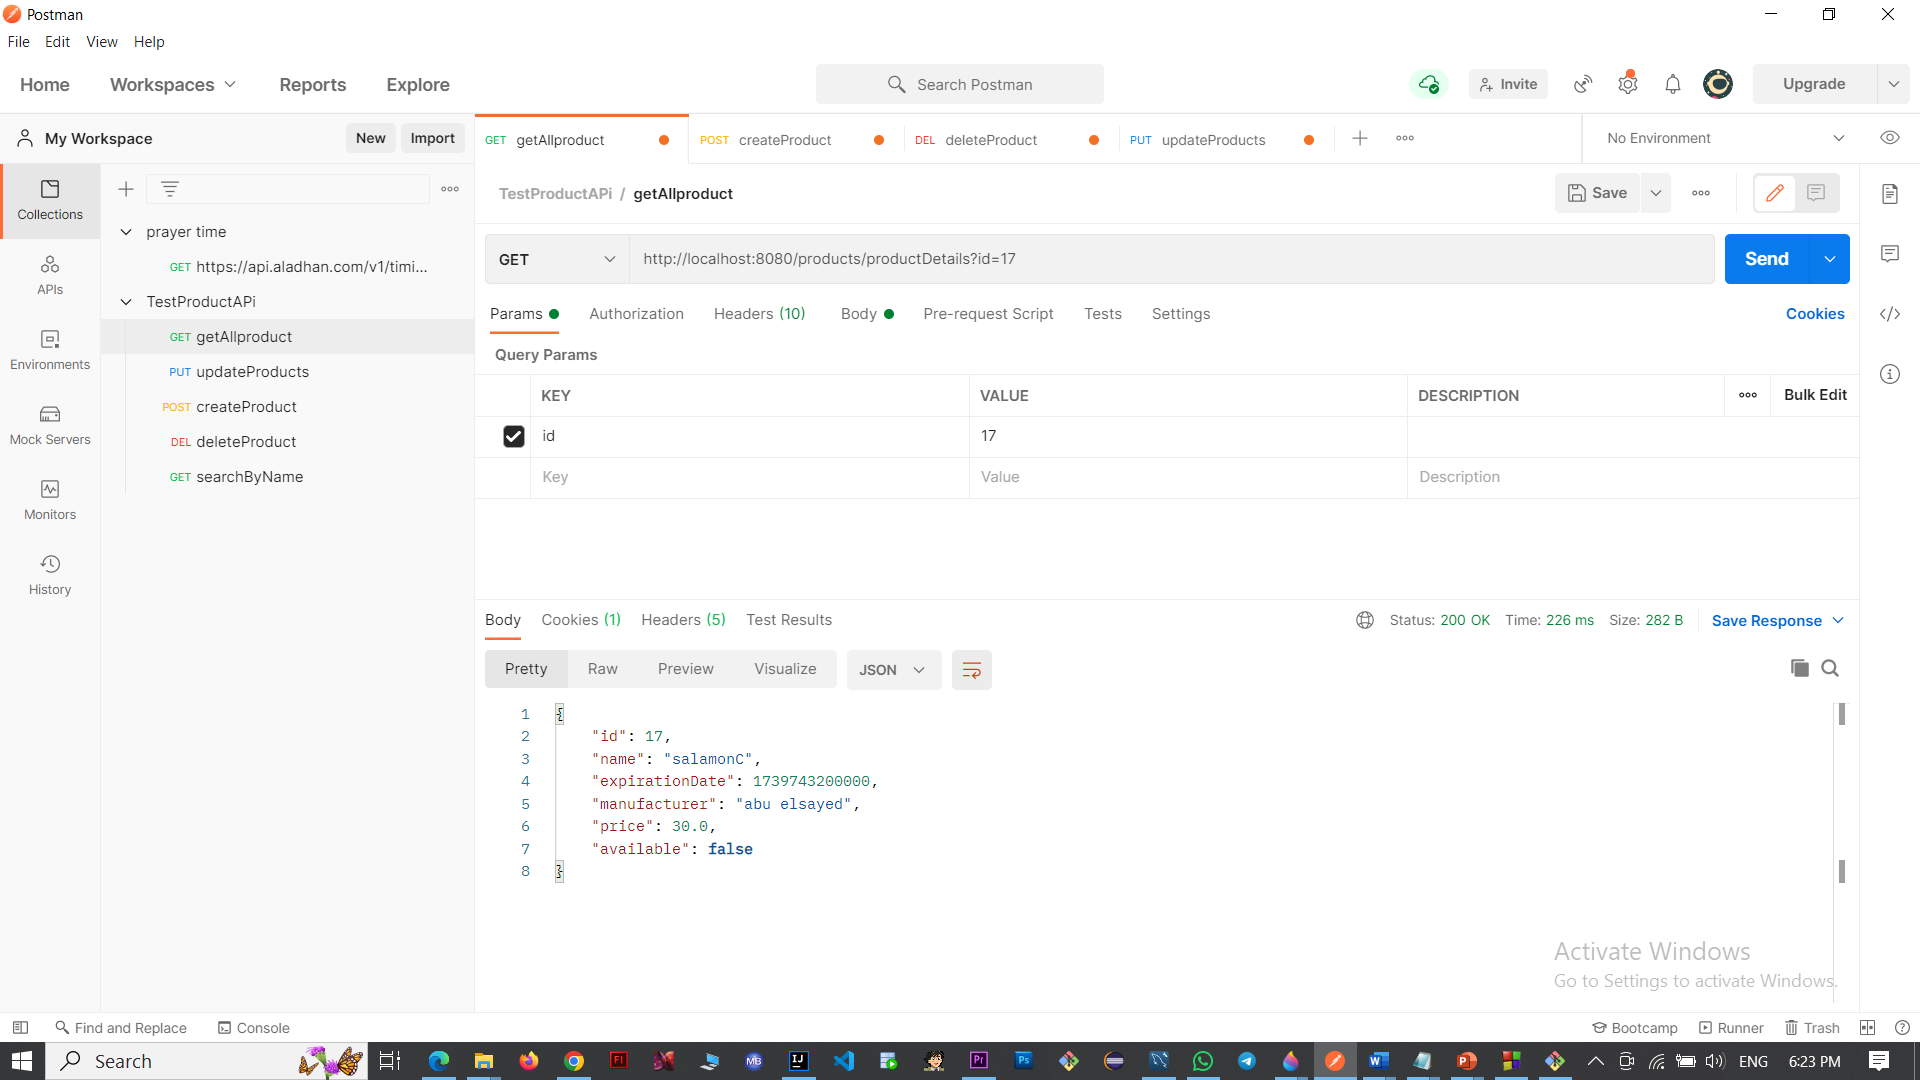 Postman
File Edit View Help
Home Workspaces Reports Explore Search Postman Invite Upgrade
My Workspace New Import GET getAllproduct POST createProduct DEL deleteProduct PUT updateProducts No Environment
Collections
APIs
Environments
Mock Servers
Monitors
History
prayer time
GET https://api.aladhan.com/v1/timi...
TestProductAPi
GET getAllproduct
PUT updateProducts
POST createProduct
DEL deleteProduct
GET searchByName
TestProductAPi / getAllproduct Save
GET http://localhost:8080/products/productDetails?id=17 Send
Params Authorization Headers (10) Body Pre-request Script Tests Settings Cookies
Query Params
KEY VALUE DESCRIPTION Bulk Edit
id 17
Key Value Description
Body Cookies (1) Headers (5) Test Results Status: 200 OK Time: 226 ms Size: 282 B Save Response
Pretty Raw Preview Visualize JSON
1 {
2 "id": 17,
3 "name": "salamonC",
4 "expirationDate": 1739743200000,
5 "manufacturer": "abu elsayed",
6 "price": 30.0,
7 "available": false
8 }
Activate Windows
Go to Settings to activate Windows.
Find and Replace Console Bootcamp Runner Trash
Search ENG 6:23 PM